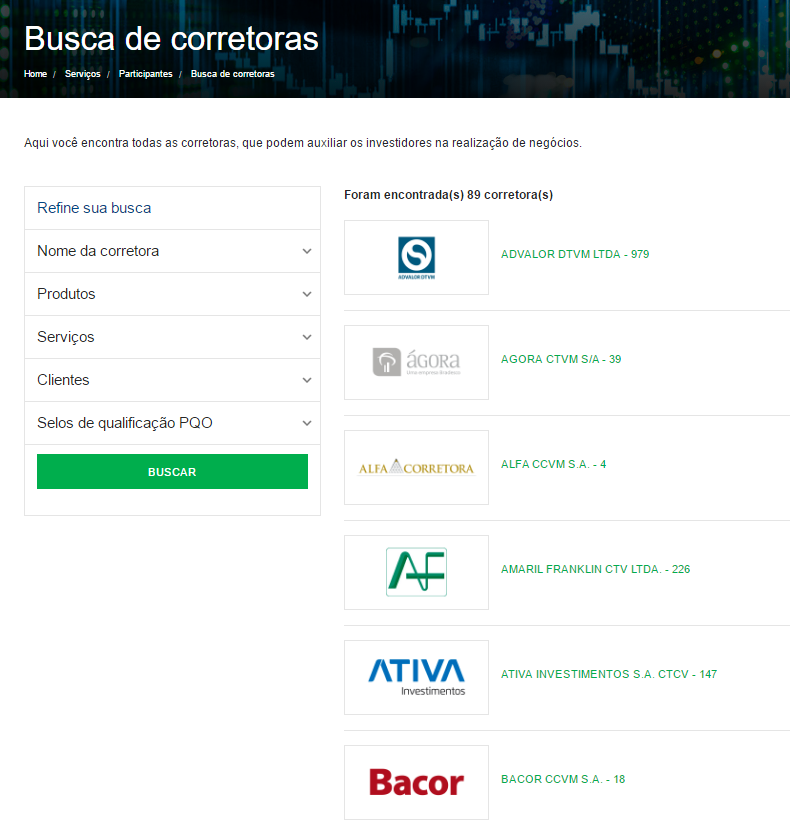 Busca de corretoras
Home / Serviços / Participantes / Busca de corretoras
Aqui você encontra todas as corretoras, que podem auxiliar os investidores na realização de negócios.
Refine sua busca
Nome da corretora
Produtos
Serviços
Clientes
Selos de qualificação PQO
BUSCAR
Foram encontrada(s) 89 corretora(s)
ADVALOR DTVM
ADVALOR DTVM LTDA - 979
ágora
Uma empresa Bradesco
AGORA CTVM S/A - 39
ALFA CORRETORA
ALFA CCVM S.A. - 4
AF
AMARIL FRANKLIN CTV LTDA. - 226
ATIVA
Investimentos
ATIVA INVESTIMENTOS S.A. CTCV - 147
Bacor
BACOR CCVM S.A. - 18